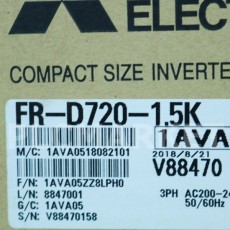 ELECT
COMPACT SIZE INVERTE
FR-D720-1.5K
1AVA
M/C: 1AVA0518082101
2018/8/21
V88470
F/N: 1AVA05ZZ8LPH0
L/N: 8847001
G/N: 1AVA05
S/N: V88470158
3PH AC200-24
50/60Hz